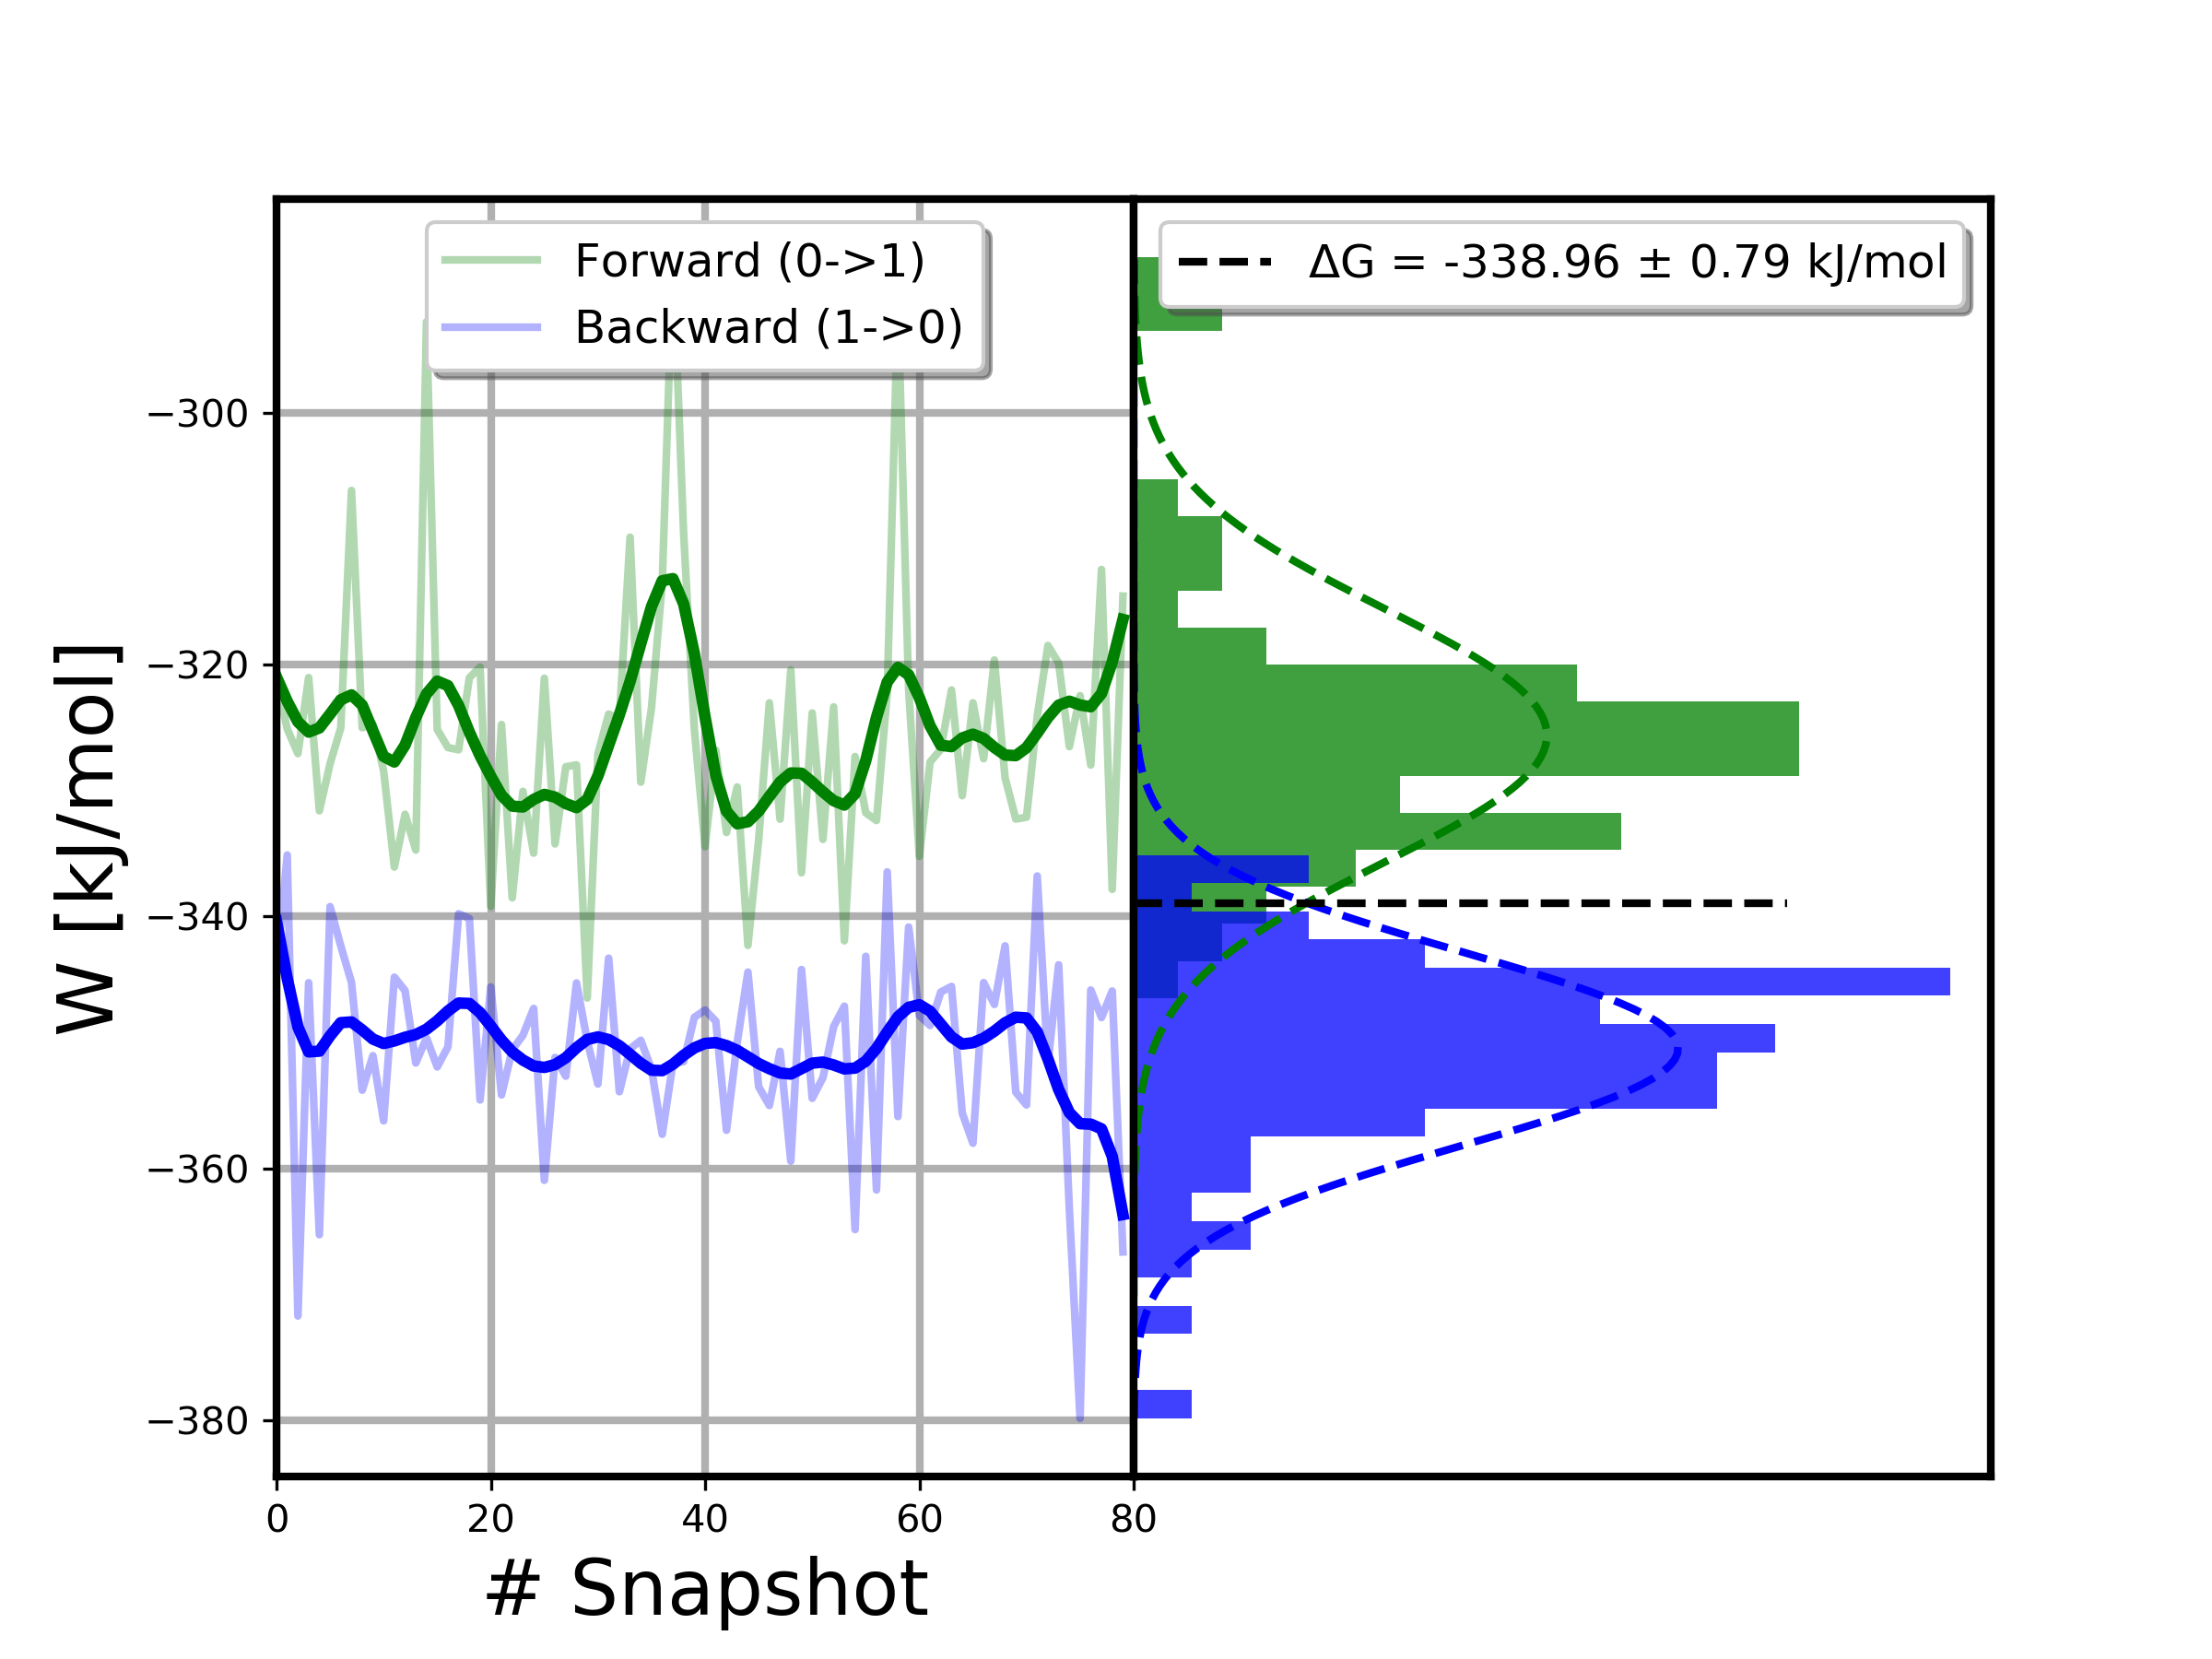 Forward (0->1)
Backward (1->0)
ΔG = -338.96 ± 0.79 kJ/mol
W [kJ/mol]
−300
−320
−340
−360
−380
0 20 40 60 80
# Snapshot